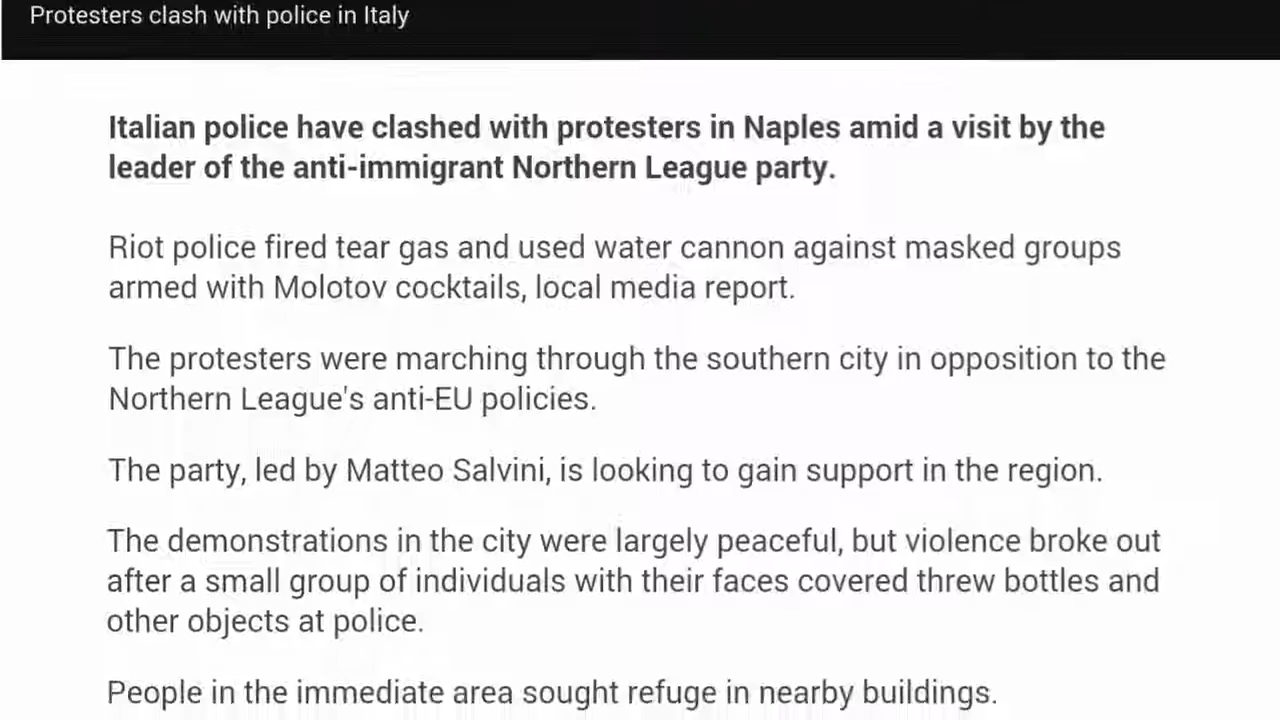 Protesters clash with police in Italy
Italian police have clashed with protesters in Naples amid a visit by the
leader of the anti-immigrant Northern League party.
Riot police fired tear gas and used water cannon against masked groups
armed with Molotov cocktails, local media report.
The protesters were marching through the southern city in opposition to the
Northern League's anti-EU policies.
The party, led by Matteo Salvini, is looking to gain support in the region.
The demonstrations in the city were largely peaceful, but violence broke out
after a small group of individuals with their faces covered threw bottles and
other objects at police.
People in the immediate area sought refuge in nearby buildings.